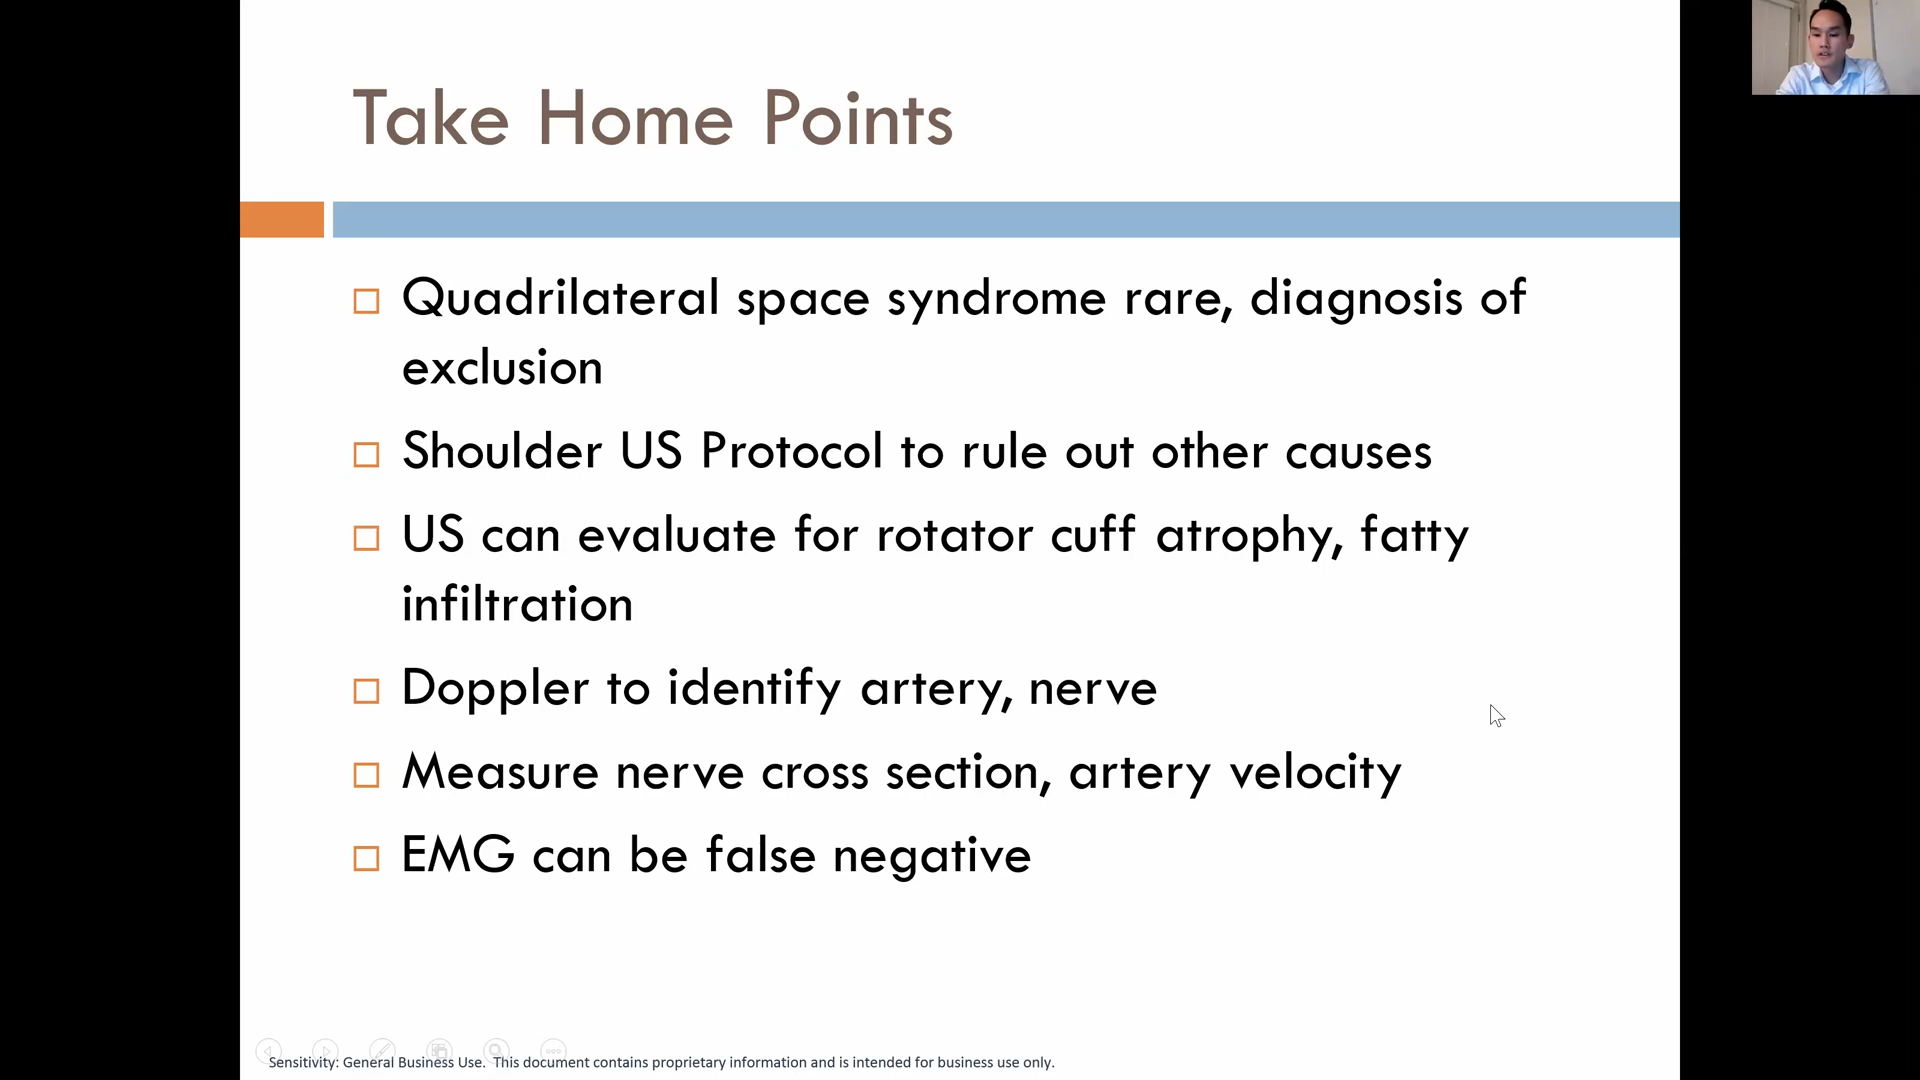 Take Home Points
Quadrilateral space syndrome rare, diagnosis of
exclusion
Shoulder US Protocol to rule out other causes
US can evaluate for rotator cuff atrophy, fatty
infiltration
Doppler to identify artery, nerve
Measure nerve cross section, artery velocity
EMG can be false negative
Sensitivity: General Business Use. This document contains proprietary information and is intended for business use only.